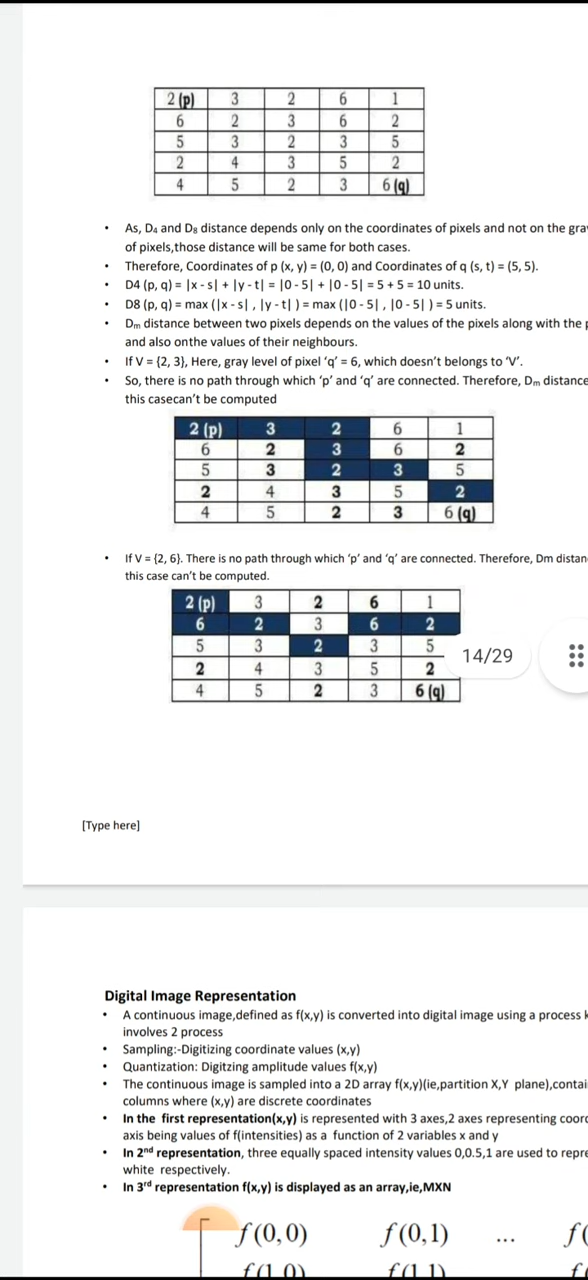 2 (p) 3 2 6 1
6 2 3 6 2
5 3 2 3 5
2 4 3 5 2
4 5 2 3 6 (q)
• As, D₄ and D₈ distance depends only on the coordinates of pixels and not on the
of pixels,those distance will be same for both cases.
• Therefore, Coordinates of p (x, y) = (0, 0) and Coordinates of q (s, t) = (5, 5).
• D4 (p, q) = |x - s| + |y - t| = |0 - 5| + |0 - 5| = 5 + 5 = 10 units.
• D8 (p, q) = max (|x - s| , |y - t| ) = max (|0 - 5| , |0 - 5| ) = 5 units.
• Dₘ distance between two pixels depends on the values of the pixels along with the
and also onthe values of their neighbours.
• If V = {2, 3}, Here, gray level of pixel 'q' = 6, which doesn't belongs to 'V'.
• So, there is no path through which 'p' and 'q' are connected. Therefore, Dₘ distance
this casecan't be computed
2 (p) 3 2 6 1
6 2 3 6 2
5 3 2 3 5
2 4 3 5 2
4 5 2 3 6 (q)
• If V = {2, 6}. There is no path through which 'p' and 'q' are connected. Therefore, Dm distan
this case can't be computed.
2 (p) 3 2 6 1
6 2 3 6 2
5 3 2 3 5
2 4 3 5 2
4 5 2 3 6 (q)
14/29
[Type here]
Digital Image Representation
• A continuous image,defined as f(x,y) is converted into digital image using a process
involves 2 process
• Sampling:-Digitizing coordinate values (x,y)
• Quantization: Digitzing amplitude values f(x,y)
• The continuous image is sampled into a 2D array f(x,y)(ie,partition X,Y plane),contai
columns where (x,y) are discrete coordinates
• In the first representation(x,y) is represented with 3 axes,2 axes representing coor
axis being values of f(intensities) as a function of 2 variables x and y
• In 2ⁿᵈ representation, three equally spaced intensity values 0,0.5,1 are used to repre
white respectively.
• In 3ʳᵈ representation f(x,y) is displayed as an array,ie,MXN
f(0,0) f(0,1) ... f(
f(1 0) f(1 1) f(